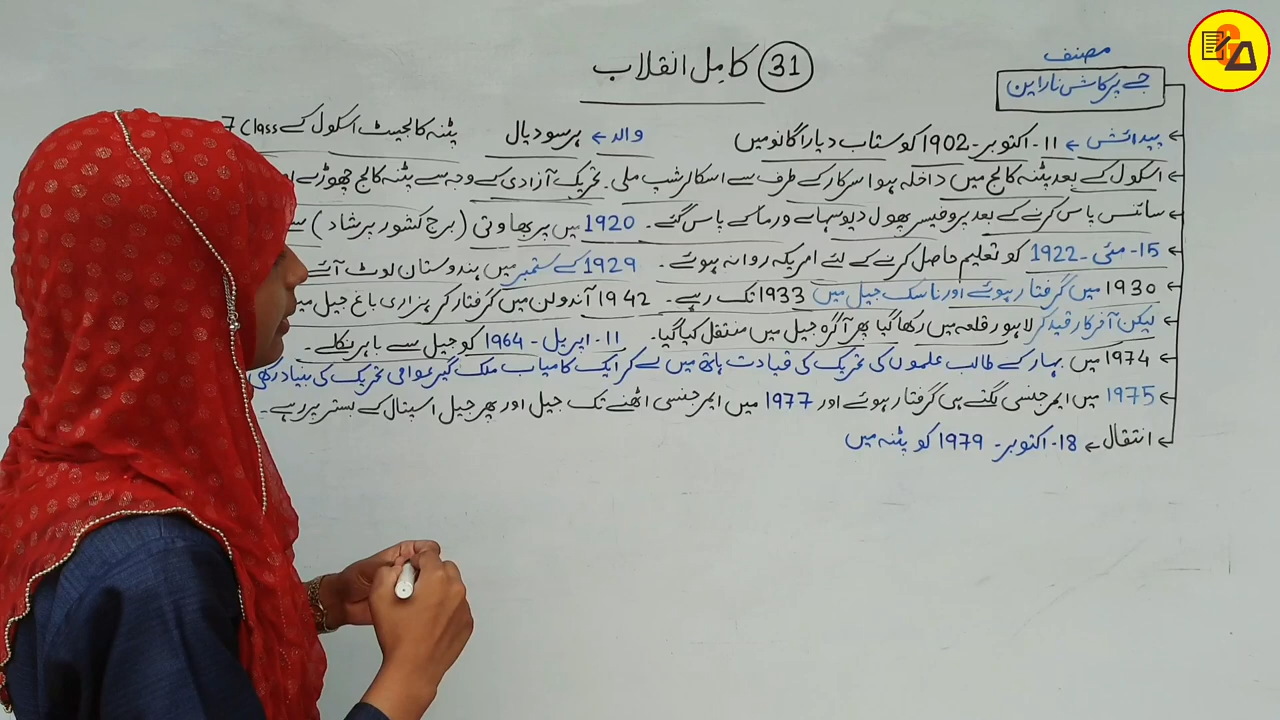 31 کامل انقلاب
مصنف
جے پرکاش نارائن
پیدائش ← 11۔ اکتوبر۔ 1902 کو ستاب دیارا گانو میں والد ← ہرسو دیال پٹنہ کالجیٹ اسکول کے 7 Class
اسکول کے بعد پٹنہ کالج میں داخلہ ہوا سرکار کے طرف سے اسکالرشپ ملی۔ تحریک آزادی کے وجہ سے پٹنہ کالج چھوڑے
سائنس پاس کرنے کے بعد پروفیسر پھول دیو سہائے ورما کے پاس گئے۔ 1920 میں پربھاوتی (برج کشور پرشاد) سے
15۔ مئی۔ 1922 کو تعلیم حاصل کرنے کے لئے امریکہ روانہ ہوئے۔ 1929 کے ستمبر میں ہندوستان لوٹ آئے
1930 میں گرفتار ہوئے اور ناسک جیل میں 1933 تک رہے۔ 1942 آندولن میں گرفتار کر ہزاری باغ جیل میں
لیکن آخر کار قید کر لاہور قلعہ میں رکھا گیا پھر آگرہ جیل میں منتقل کیا گیا۔ 11۔ اپریل۔ 1964 کو جیل سے باہر نکلے۔
1974 میں بہار کے طالب علموں کی تحریک کی قیادت ہاتھ میں لے کر ایک کامیاب ملک گیر عوامی تحریک کی بنیاد رکھی
1975 میں ایمرجنسی لگتے ہی گرفتار ہوئے اور 1977 میں ایمرجنسی اٹھنے تک جیل اور پھر جیل اسپتال کے بستر پر رہے۔
انتقال ← 18۔ اکتوبر۔ 1979 کو پٹنہ میں